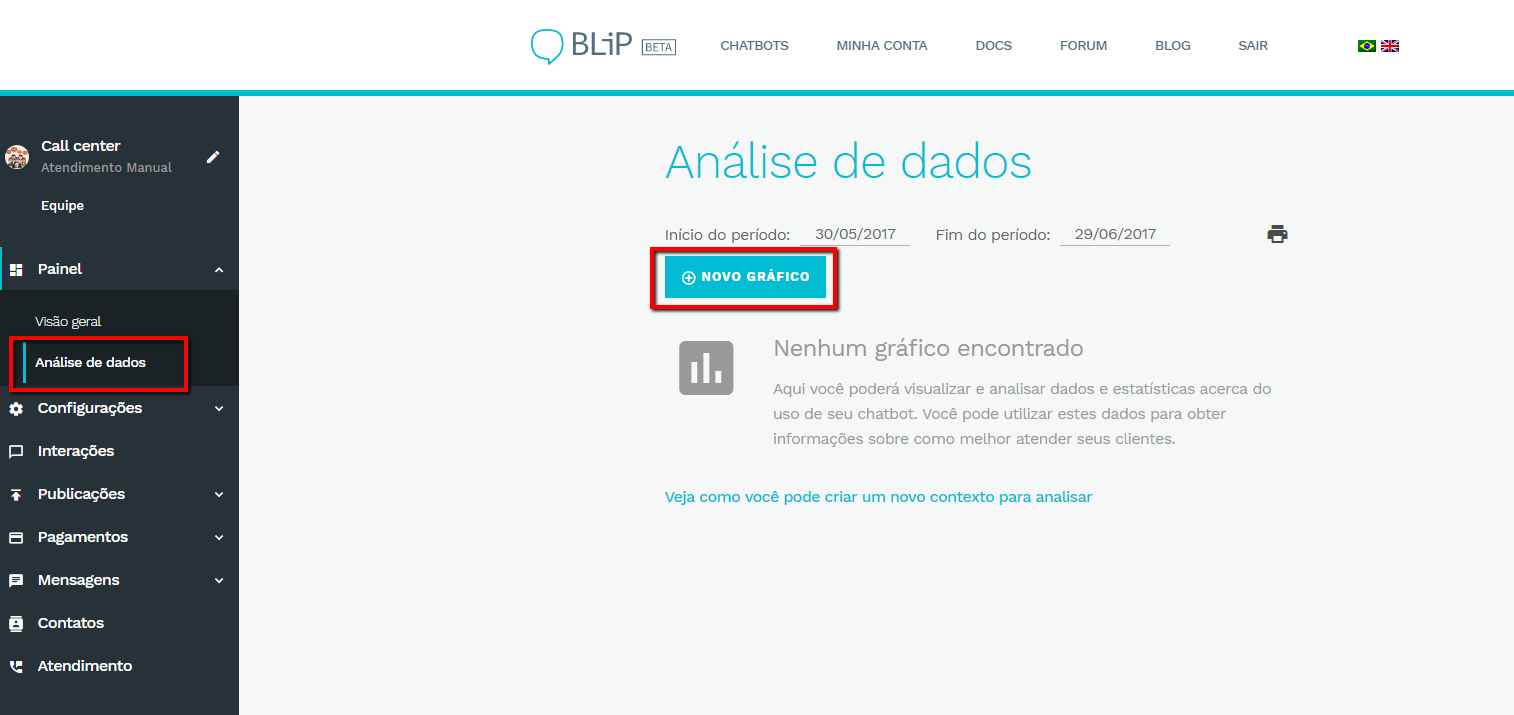 BLiP BETA
CHATBOTS MINHA CONTA DOCS FORUM BLOG SAIR
Call center
Atendimento Manual
Equipe
Painel
Visão geral
Análise de dados
Configurações
Interações
Publicações
Pagamentos
Mensagens
Contatos
Atendimento
Análise de dados
Início do período: 30/05/2017 Fim do período: 29/06/2017
NOVO GRÁFICO
Nenhum gráfico encontrado
Aqui você poderá visualizar e analisar dados e estatísticas acerca do
uso de seu chatbot. Você pode utilizar estes dados para obter
informações sobre como melhor atender seus clientes.
Veja como você pode criar um novo contexto para analisar